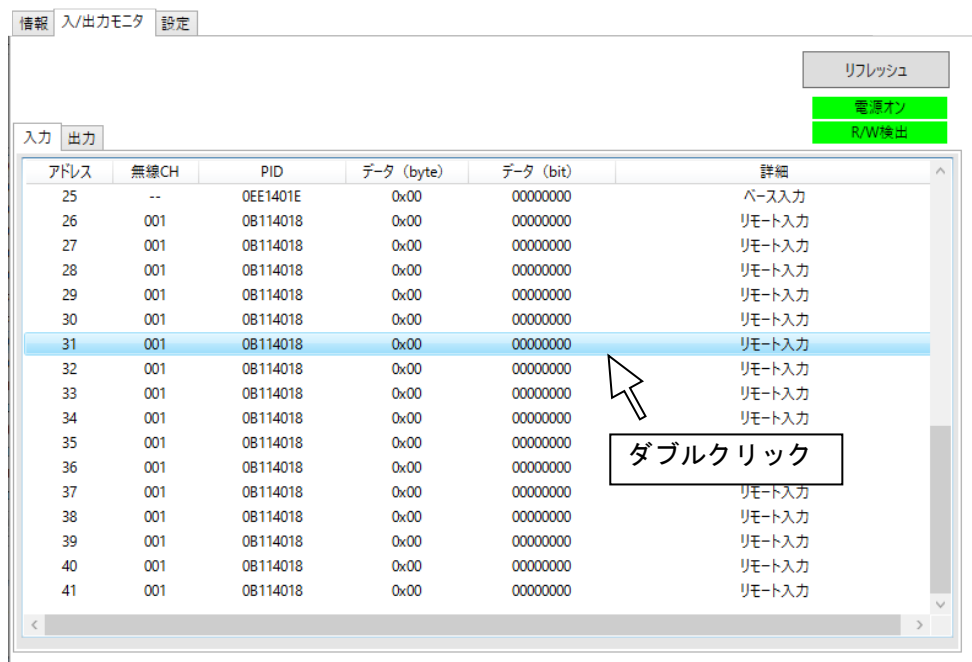 情報 入/出力モニタ 設定
リフレッシュ
電源オン
R/W検出
入力 出力
アドレス 無線CH PID データ (byte) データ (bit) 詳細
25 -- 0EE1401E 0x00 00000000 ベース入力
26 001 0B114018 0x00 00000000 リモート入力
27 001 0B114018 0x00 00000000 リモート入力
28 001 0B114018 0x00 00000000 リモート入力
29 001 0B114018 0x00 00000000 リモート入力
30 001 0B114018 0x00 00000000 リモート入力
31 001 0B114018 0x00 00000000 リモート入力
32 001 0B114018 0x00 00000000 リモート入力
33 001 0B114018 0x00 00000000 リモート入力
34 001 0B114018 0x00 00000000 リモート入力
35 001 0B114018 0x00 00000000
ダブルクリック
36 001 0B114018 0x00 00000000
37 001 0B114018 0x00 00000000 リモート入力
38 001 0B114018 0x00 00000000 リモート入力
39 001 0B114018 0x00 00000000 リモート入力
40 001 0B114018 0x00 00000000 リモート入力
41 001 0B114018 0x00 00000000 リモート入力